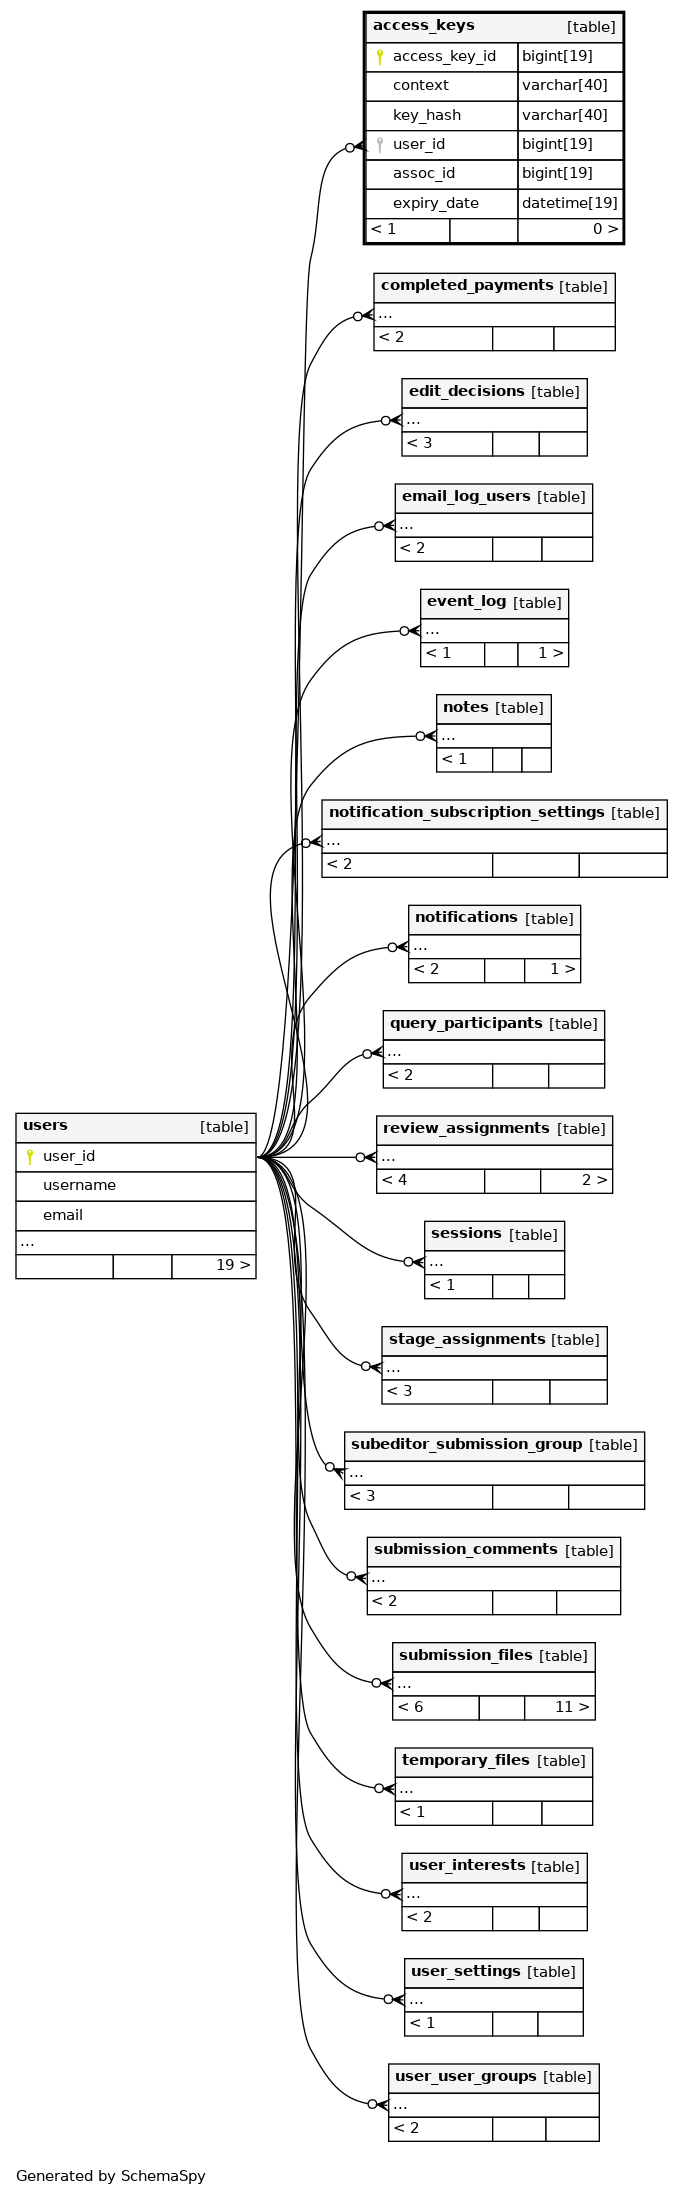 access_keys [table]
access_key_id bigint[19]
context varchar[40]
key_hash varchar[40]
user_id bigint[19]
assoc_id bigint[19]
expiry_date datetime[19]
< 1 0 >
completed_payments [table]
...
< 2
edit_decisions [table]
...
< 3
email_log_users [table]
...
< 2
event_log [table]
...
< 1 1 >
notes [table]
...
< 1
notification_subscription_settings [table]
...
< 2
notifications [table]
...
< 2 1 >
query_participants [table]
...
< 2
users [table]
user_id
username
email
...
19 >
review_assignments [table]
...
< 4 2 >
sessions [table]
...
< 1
stage_assignments [table]
...
< 3
subeditor_submission_group [table]
...
< 3
submission_comments [table]
...
< 2
submission_files [table]
...
< 6 11 >
temporary_files [table]
...
< 1
user_interests [table]
...
< 2
user_settings [table]
...
< 1
user_user_groups [table]
...
< 2
Generated by SchemaSpy